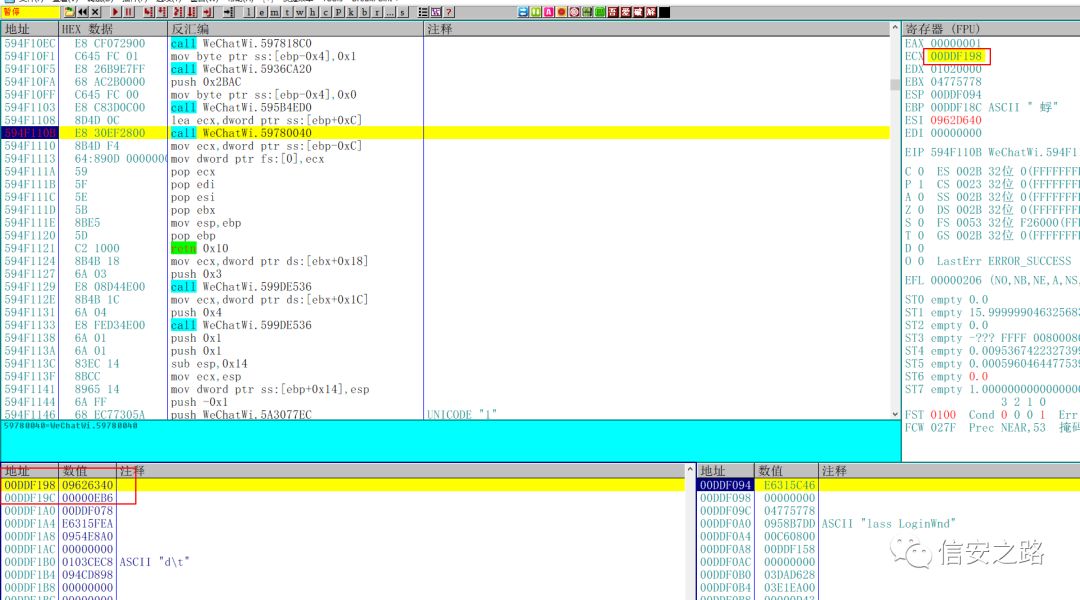 暂停 l e m t w h c P k b r ... s ?
地址 HEX 数据 反汇编 注释
594F10EC E8 CF072900 call WeChatWi.597818C0
594F10F1 C645 FC 01 mov byte ptr ss:[ebp-0x4],0x1
594F10F5 E8 26B9E7FF call WeChatWi.5936CA20
594F10FA 68 AC2B0000 push 0x2BAC
594F10FF C645 FC 00 mov byte ptr ss:[ebp-0x4],0x0
594F1103 E8 C83D0C00 call WeChatWi.595B4ED0
594F1108 8D4D 0C lea ecx,dword ptr ss:[ebp+0xC]
594F110B E8 30EF2800 call WeChatWi.59780040
594F1110 8B4D F4 mov ecx,dword ptr ss:[ebp-0xC]
594F1113 64:890D 0000000 mov dword ptr fs:[0],ecx
594F111A 59 pop ecx
594F111B 5F pop edi
594F111C 5E pop esi
594F111D 5B pop ebx
594F111E 8BE5 mov esp,ebp
594F1120 5D pop ebp
594F1121 C2 1000 retn 0x10
594F1124 8B4B 18 mov ecx,dword ptr ds:[ebx+0x18]
594F1127 6A 03 push 0x3
594F1129 E8 08D44E00 call WeChatWi.599DE536
594F112E 8B4B 1C mov ecx,dword ptr ds:[ebx+0x1C]
594F1131 6A 04 push 0x4
594F1133 E8 FED34E00 call WeChatWi.599DE536
594F1138 6A 01 push 0x1
594F113A 6A 01 push 0x1
594F113C 83EC 14 sub esp,0x14
594F113F 8BCC mov ecx,esp
594F1141 8965 14 mov dword ptr ss:[ebp+0x14],esp
594F1144 6A FF push -0x1
594F1146 68 EC77305A push WeChatWi.5A3077EC UNICODE "1"
59780040=WeChatWi.59780040
寄存器 (FPU)
EAX 00000001
ECX 00DDF198
EDX 01020000
EBX 04775778
ESP 00DDF094
EBP 00DDF18C ASCII " 蜉"
ESI 0962D640
EDI 00000000
EIP 594F110B WeChatWi.594F1
C 0 ES 002B 32位 0(FFFFFFF
P 1 CS 0023 32位 0(FFFFFFF
A 0 SS 002B 32位 0(FFFFFFF
Z 0 DS 002B 32位 0(FFFFFFF
S 0 FS 0053 32位 F26000(FFF
T 0 GS 002B 32位 0(FFFFFFF
D 0
O 0 LastErr ERROR_SUCCESS
EFL 00000206 (NO,NB,NE,A,NS,
ST0 empty 0.0
ST1 empty 15.99999904632568
ST2 empty 0.0
ST3 empty -??? FFFF 0080080
ST4 empty 0.0095367422327399
ST5 empty 0.0005960464477539
ST6 empty 0.0
ST7 empty 1.0000000000000000
3 2 1 0
FST 0100 Cond 0 0 0 1 Err
FCW 027F Prec NEAR,53 掩码
地址 数值 注释
00DDF198 09626340
00DDF19C 00000EB6
00DDF1A0 00DDF078
00DDF1A4 E6315FEA
00DDF1A8 0954E8A0
00DDF1AC 00000000
00DDF1B0 0103CEC8 ASCII "d\t"
00DDF1B4 094CD898
00DDF1B8 00000000
地址 数值 注释
00DDF094 E6315C46
00DDF098 00000000
00DDF09C 04775778
00DDF0A0 0958B7DD ASCII "lass LoginWnd"
00DDF0A4 00C60800
00DDF0A8 00DDF158
00DDF0AC 00000000
00DDF0B0 03DAD628
00DDF0B4 03E1EA00
信安之路